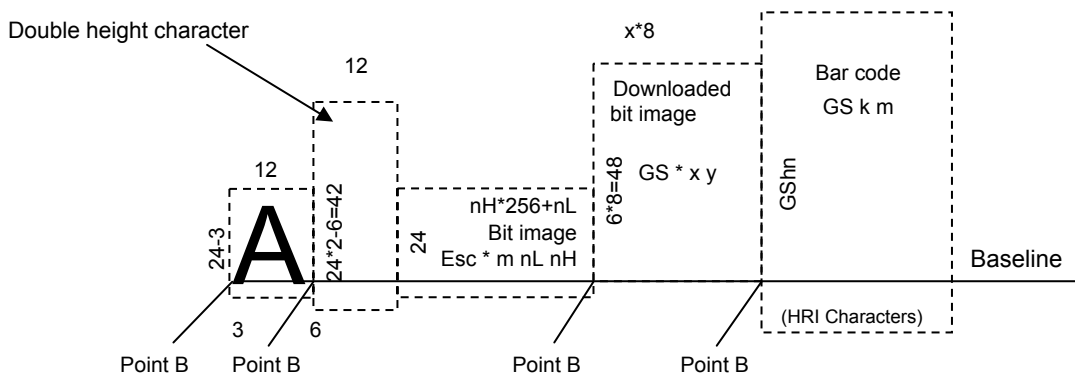 Double height character
12
12
24-3
A
24*2-6=42
24
nH*256+nL
Bit image
Esc * m nL nH
x*8
Downloaded
bit image
6*8=48
GS * x y
Bar code
GS k m
GShn
Baseline
(HRI Characters)
3
6
Point B
Point B
Point B
Point B